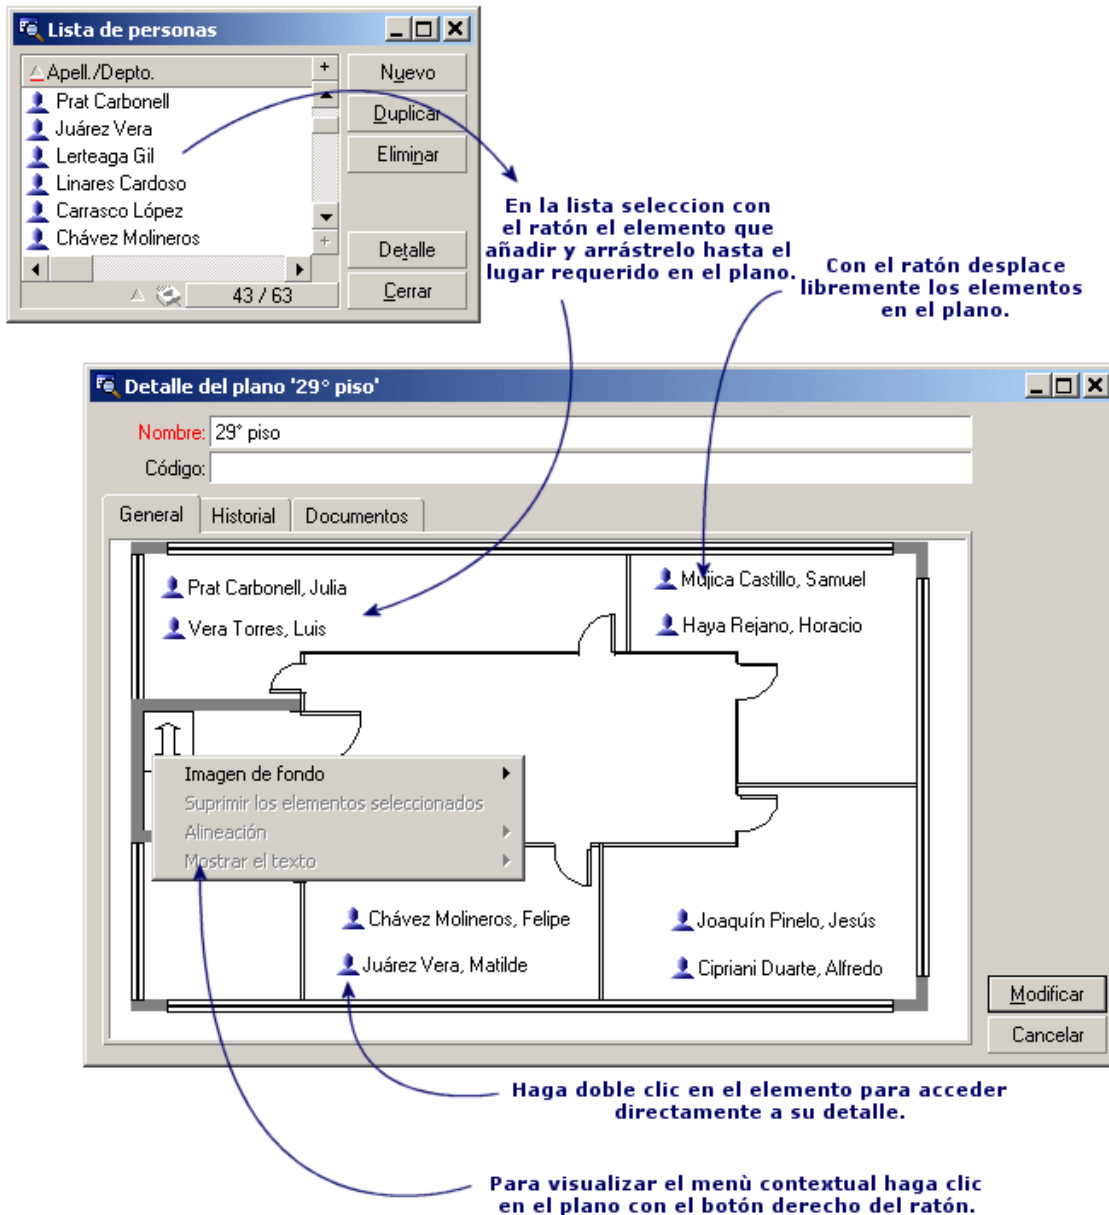 Lista de personas
Apell./Depto.
+
Nuevo
Prat Carbonell
Duplicar
Juárez Vera
Lerteaga Gil
Eliminar
Linares Cardoso
Carrasco López
Chávez Molineros
+
Detalle
43 / 63
Cerrar
En la lista seleccion con
el ratón el elemento que
añadir y arrástrelo hasta el
lugar requerido en el plano.
Con el ratón desplace
libremente los elementos
en el plano.
Detalle del plano '29° piso'
Nombre: 29° piso
Código:
General Historial Documentos
Prat Carbonell, Julia
Mújica Castillo, Samuel
Vera Torres, Luis
Haya Rejano, Horacio
Imagen de fondo
Suprimir los elementos seleccionados
Alineación
Mostrar el texto
Chávez Molineros, Felipe
Joaquín Pinelo, Jesús
Juárez Vera, Matilde
Cipriani Duarte, Alfredo
Modificar
Cancelar
Haga doble clic en el elemento para acceder
directamente a su detalle.
Para visualizar el menù contextual haga clic
en el plano con el botón derecho del ratón.